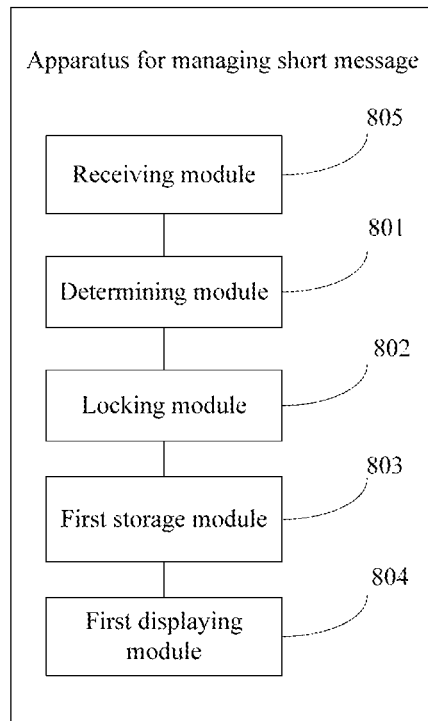 Apparatus for managing short message
805
Receiving module
801
Determining module
802
Locking module
803
First storage module
804
First displaying
module